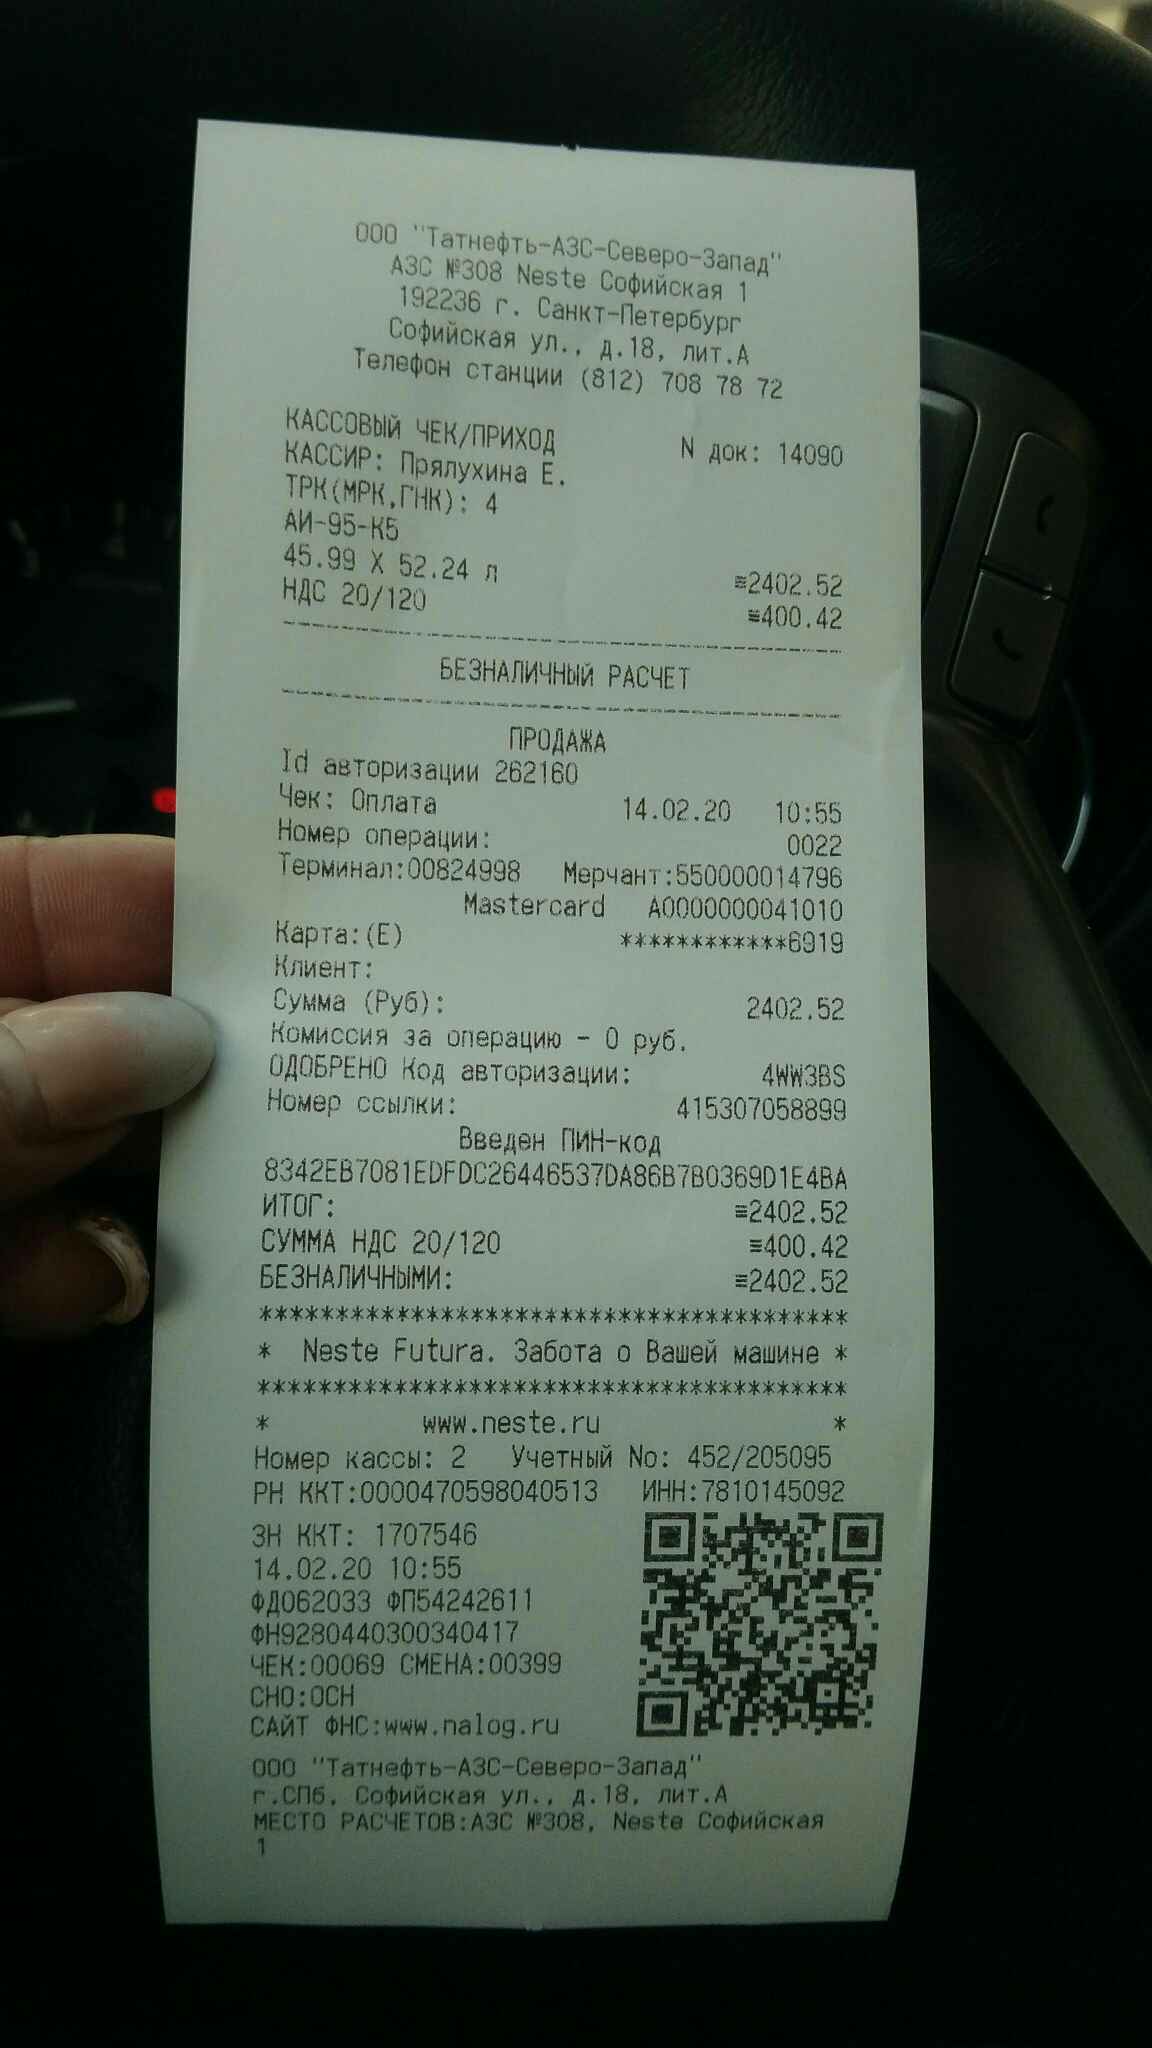 ООО "Татнефть-АЗС-Северо-Запад"
АЗС №308 Neste Софийская 1
192236 г. Санкт-Петербург
Софийская ул., д.18, лит.А
Телефон станции (812) 708 78 72
КАССОВЫЙ ЧЕК/ПРИХОД N док: 14090
КАССИР: Прялухина Е.
ТРК(МРК,ГНК): 4
АИ-95-К5
45.99 X 52.24 л ≡2402.52
НДС 20/120 ≡400.42
БЕЗНАЛИЧНЫЙ РАСЧЕТ
ПРОДАЖА
Id авторизации 262160
Чек: Оплата 14.02.20 10:55
Номер операции: 0022
Терминал:00824998 Мерчант:550000014796
Mastercard A0000000041010
Карта:(E) ************6919
Клиент:
Сумма (Руб): 2402.52
Комиссия за операцию - 0 руб.
ОДОБРЕНО Код авторизации: 4WW3BS
Номер ссылки: 415307058899
Введен ПИН-код
8342EB7081EDFDC26446537DA86B7B0369D1E4BA
ИТОГ: ≡2402.52
СУММА НДС 20/120 ≡400.42
БЕЗНАЛИЧНЫМИ: ≡2402.52
****************************************
* Neste Futura. Забота о Вашей машине *
****************************************
* www.neste.ru *
Номер кассы: 2 Учетный No: 452/205095
РН ККТ:0000470598040513 ИНН:7810145092
ЗН ККТ: 1707546
14.02.20 10:55
ФД062033 ФП54242611
ФН9280440300340417
ЧЕК:00069 СМЕНА:00399
СНО:ОСН
САЙТ ФНС:www.nalog.ru
ООО "Татнефть-АЗС-Северо-Запад"
г.СПб, Софийская ул., д.18, лит.А
МЕСТО РАСЧЕТОВ:АЗС №308, Neste Софийская
1